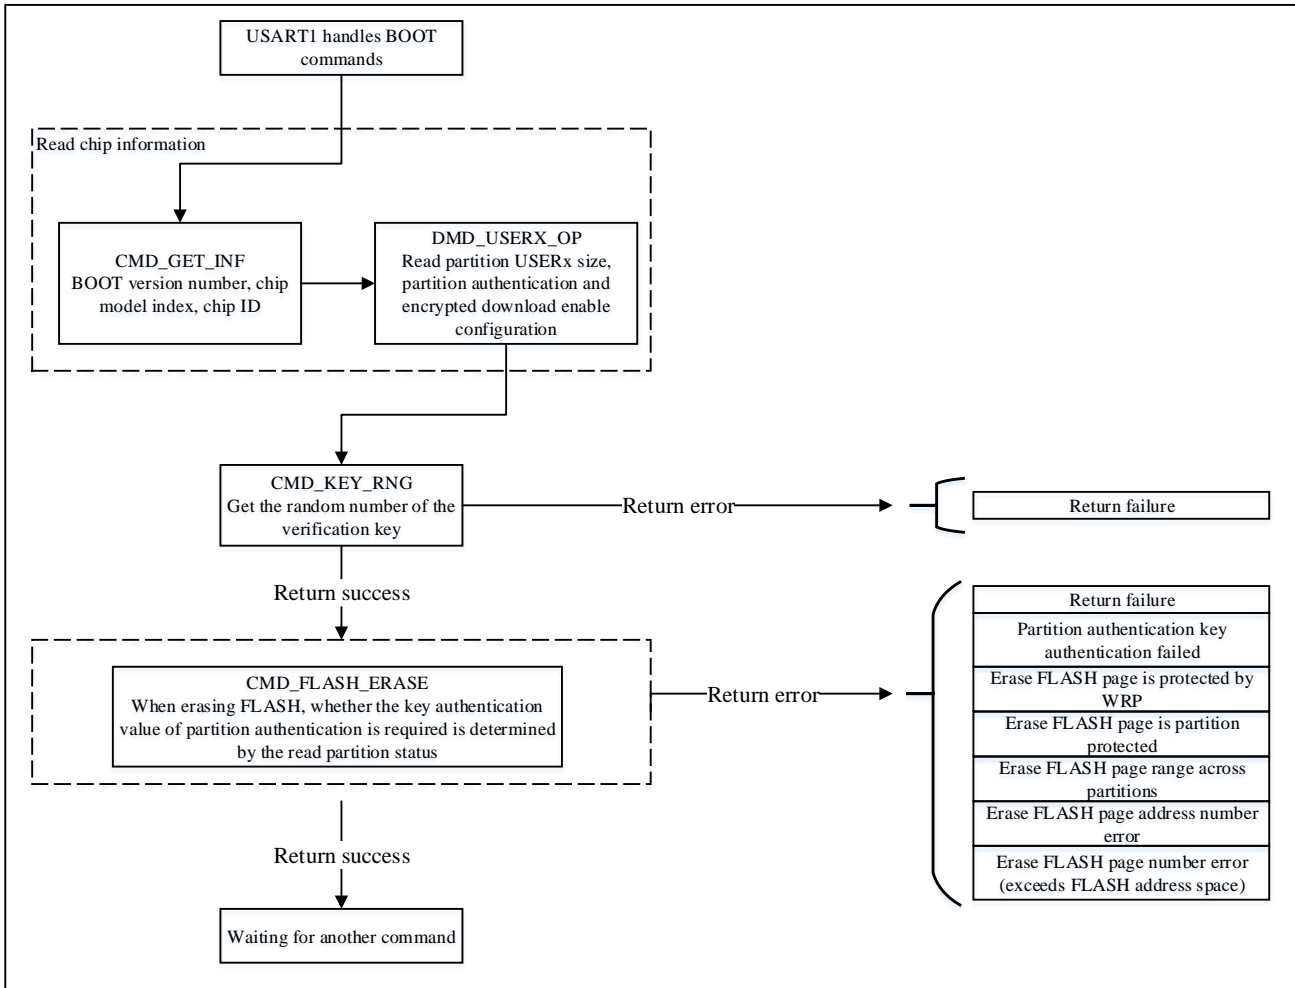 USART1 handles BOOT
commands
Read chip information
CMD_GET_INF
BOOT version number, chip
model index, chip ID
DMD_USERX_OP
Read partition USERx size,
partition authentication and
encrypted download enable
configuration
CMD_KEY_RNG
Get the random number of the
verification key
Return error
Return failure
Return success
CMD_FLASH_ERASE
When erasing FLASH, whether the key authentication
value of partition authentication is required is determined
by the read partition status
Return error
Return failure
Partition authentication key
authentication failed
Erase FLASH page is protected by
WRP
Erase FLASH page is partition
protected
Erase FLASH page range across
partitions
Erase FLASH page address number
error
Erase FLASH page number error
(exceeds FLASH address space)
Return success
Waiting for another command